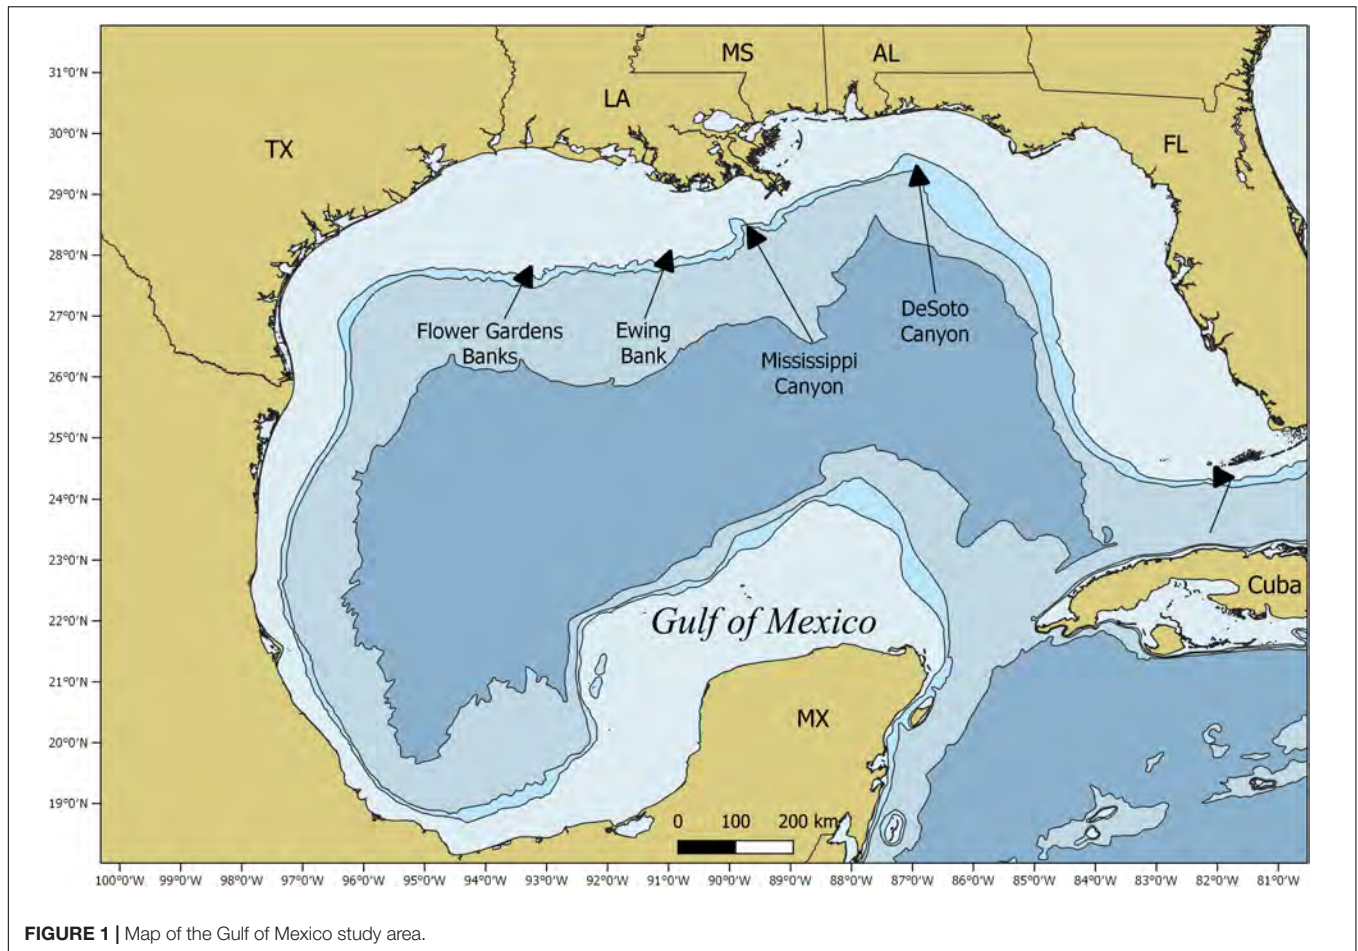 MS
AL
31°0'N
LA
30°0'N
TX
FL
29°0'N
28°0'N
DeSoto
Canyon
27°0'N
Flower Gardens
Banks
Ewing
Bank
Mississippi
Canyon
26°0'N
25°0'N
24°0'N
23°0'N
Cuba
22°0'N
Gulf of Mexico
21°0'N
MX
20°0'N
19°0'N
0 100 200 km
100°0'W 99°0'W 98°0'W 97°0'W 96°0'W 95°0'W 94°0'W 93°0'W 92°0'W 91°0'W 90°0'W 89°0'W 88°0'W 87°0'W 86°0'W 85°0'W 84°0'W 83°0'W 82°0'W 81°0'W
FIGURE 1 | Map of the Gulf of Mexico study area.